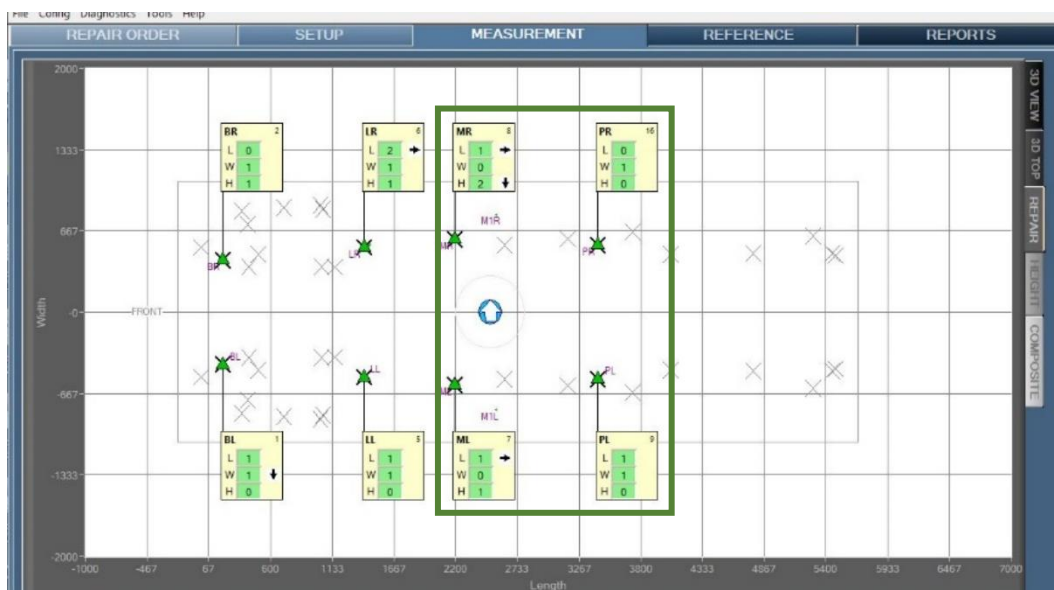 File Config Diagnostics Tools Help
REPAIR ORDER SETUP MEASUREMENT REFERENCE REPORTS
2000
BR 2 LR 6 MR 8 PR 16
1333
L 0 L 2 L 1 L 0
W 1 W 1 W 0 W 1
H 1 H 1 H 2 H 0
M1R
667
BR LR MR PR
Width
-0- FRONT
BL LL ML PL
-667
M1L
BL 1 LL 5 ML 7 PL 9
L 1 L 1 L 1 L 1
-1333
W 1 W 1 W 0 W 1
H 0 H 0 H 1 H 0
-2000
-1000 -467 67 600 1133 1667 2200 2733 3267 3800 4333 4867 5400 5933 6467 7000
Length
3D VIEW
3D TOP
REPAIR
HEIGHT
COMPOSITE